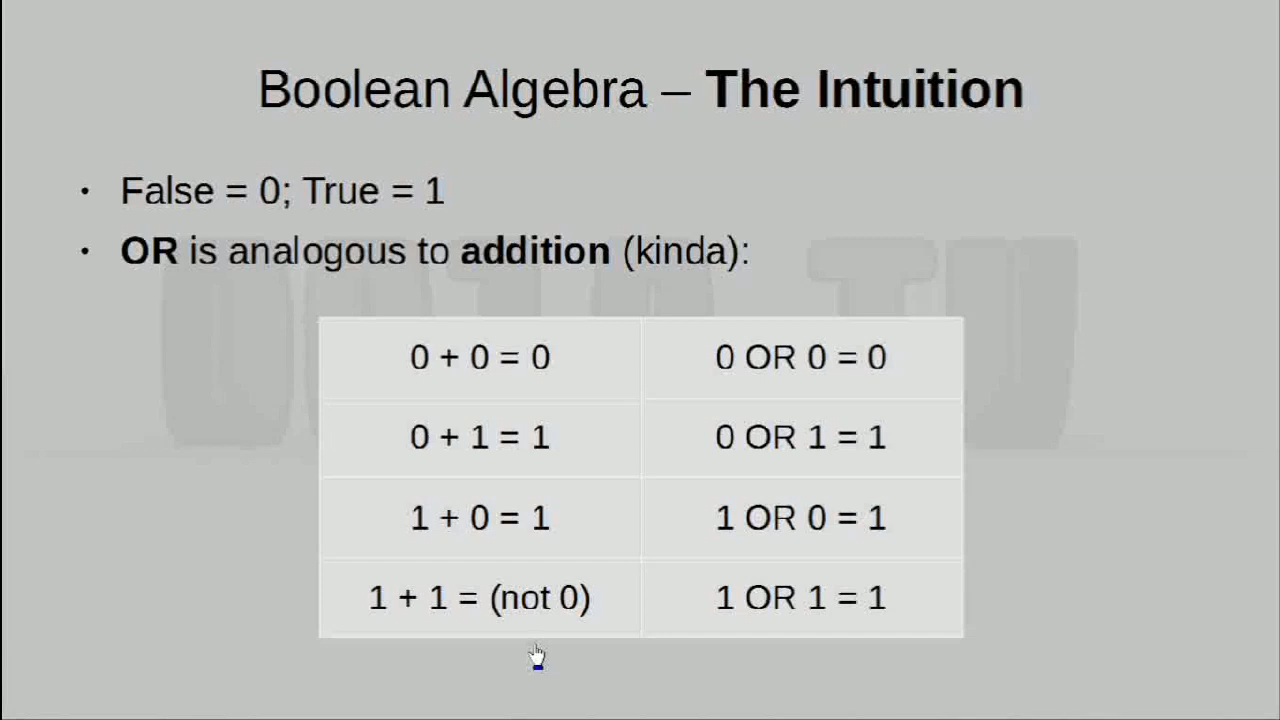 Boolean Algebra – The Intuition
False = 0; True = 1
OR is analogous to addition (kinda):
0 + 0 = 0
0 OR 0 = 0
0 + 1 = 1
0 OR 1 = 1
1 + 0 = 1
1 OR 0 = 1
1 + 1 = (not 0)
1 OR 1 = 1